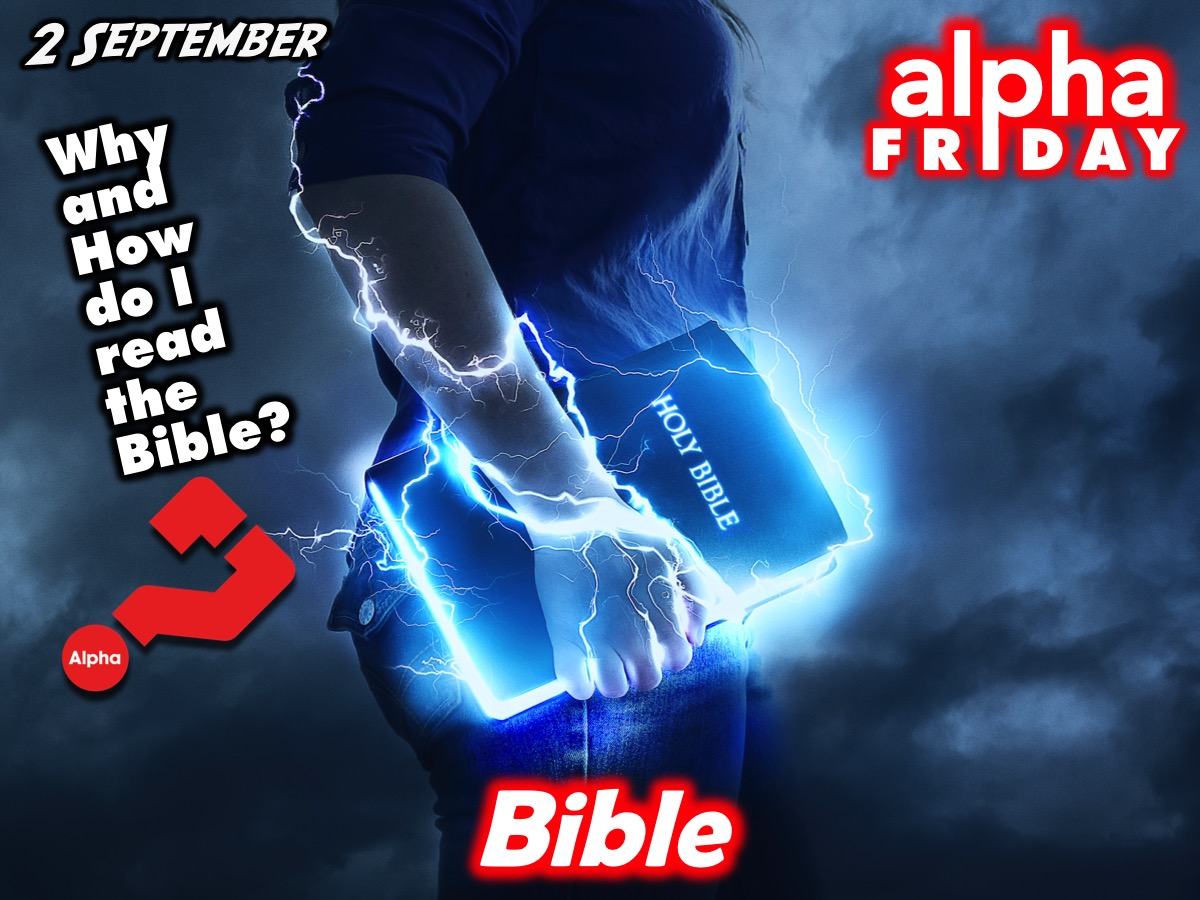 2 September
alpha
FRIDAY
Why
and
How
do I
read
the
Bible?
Alpha
HOLY BIBLE
Bible